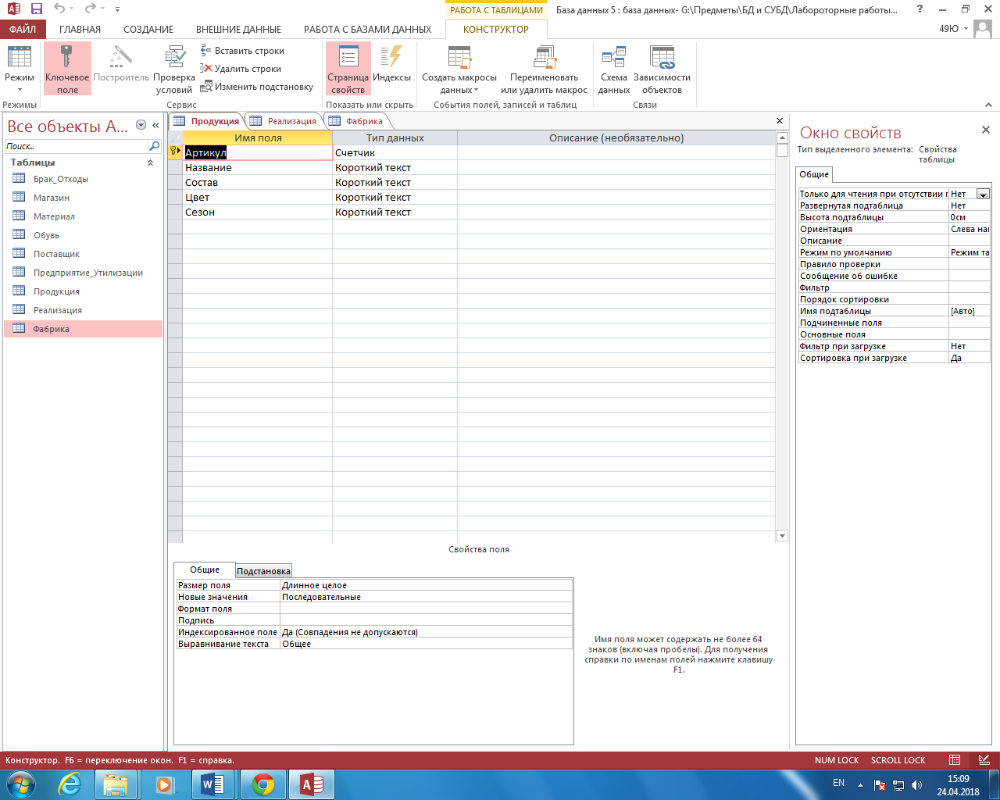 РАБОТА С ТАБЛИЦАМИ
База данных 5 : база данных- G:\Предметы\БД и СУБД\Лабороторные работы...
ФАЙЛ ГЛАВНАЯ СОЗДАНИЕ ВНЕШНИЕ ДАННЫЕ РАБОТА С БАЗАМИ ДАННЫХ КОНСТРУКТОР 49Ю
Режим
Ключевое поле
Построитель
Проверка условий
Вставить строки
Удалить строки
Изменить подстановку
Страница свойств
Индексы
Создать макросы данных
Переименовать или удалить макрос
Схема данных
Зависимости объектов
Режимы Сервис Показать или скрыть События полей, записей и таблиц Связи
Все объекты A...
Поиск...
Таблицы
Брак_Отходы
Магазин
Материал
Обувь
Поставщик
Предприятие_Утилизации
Продукция
Реализация
Фабрика
Продукция Реализация Фабрика
Имя поля Тип данных Описание (необязательно)
Артикул Счетчик
Название Короткий текст
Состав Короткий текст
Цвет Короткий текст
Сезон Короткий текст
Свойства поля
Общие Подстановка
Размер поля Длинное целое
Новые значения Последовательные
Формат поля
Подпись
Индексированное поле Да (Совпадения не допускаются)
Выравнивание текста Общее
Имя поля может содержать не более 64
знаков (включая пробелы). Для получения
справки по именам полей нажмите клавишу
F1.
Окно свойств
Тип выделенного элемента: Свойства
таблицы
Общие
Только для чтения при отсутствии Нет
Развернутая подтаблица Нет
Высота подтаблицы 0см
Ориентация Слева на
Описание
Режим по умолчанию Режим та
Правило проверки
Сообщение об ошибке
Фильтр
Порядок сортировки
Имя подтаблицы [Авто]
Подчиненные поля
Основные поля
Фильтр при загрузке Нет
Сортировка при загрузке Да
Конструктор. F6 = переключение окон. F1 = справка. NUM LOCK SCROLL LOCK
EN
15:09
24.04.2018